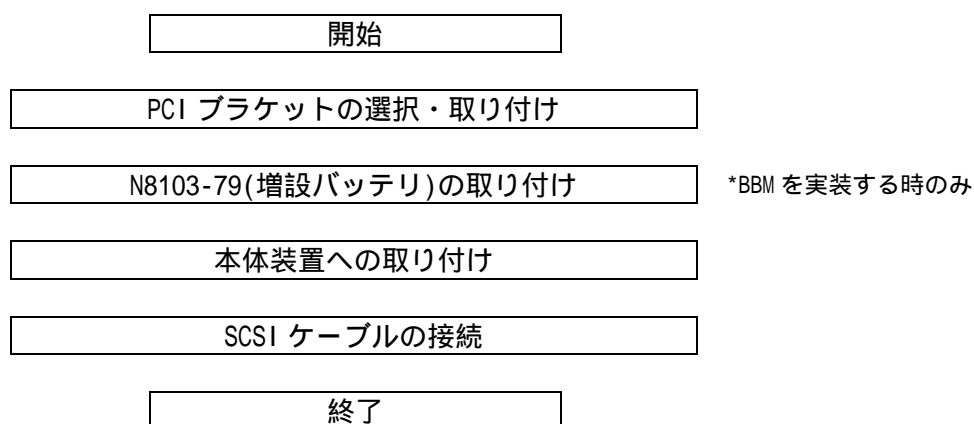 開始
PCI ブラケットの選択・取り付け
N8103-79(増設バッテリ)の取り付け *BBM を実装する時のみ
本体装置への取り付け
SCSI ケーブルの接続
終了